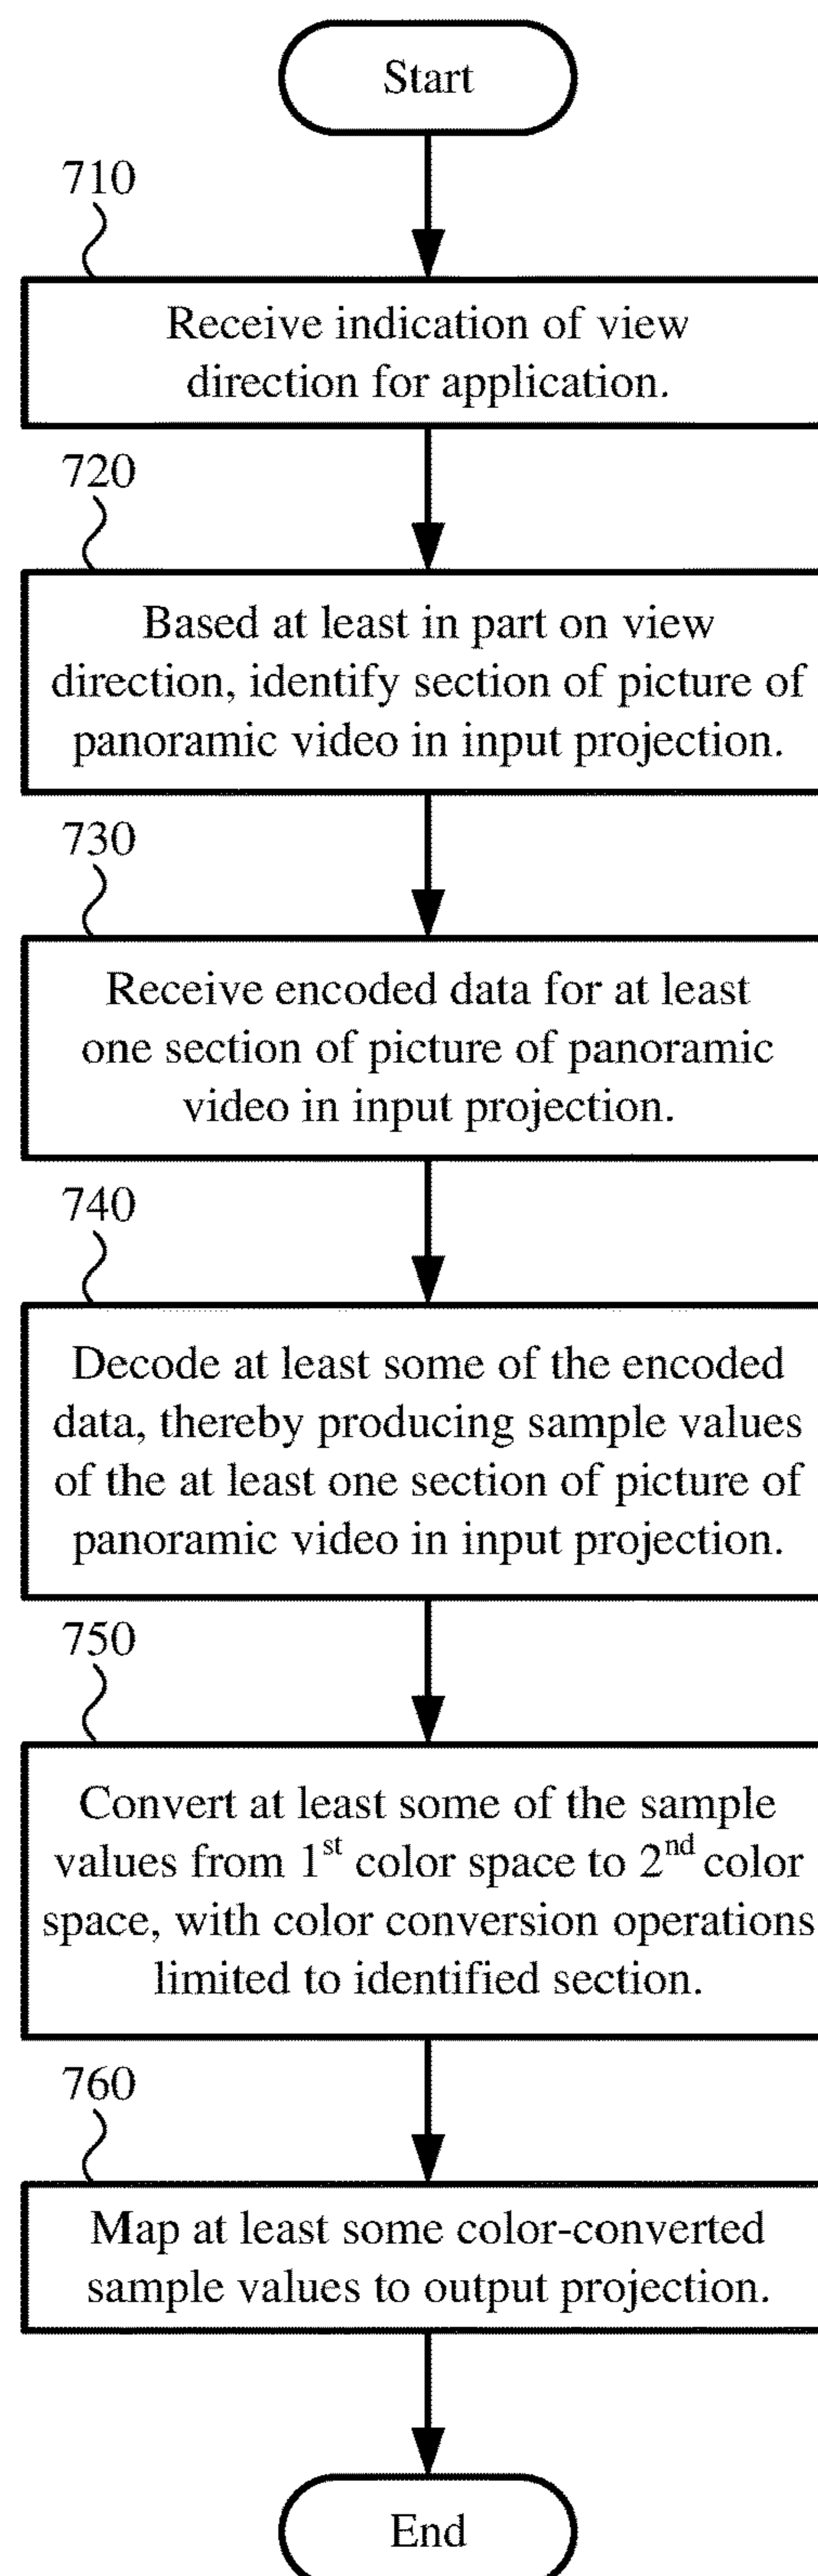 Start
710
Receive indication of view
direction for application.
720
Based at least in part on view
direction, identify section of picture of
panoramic video in input projection.
730
Receive encoded data for at least
one section of picture of panoramic
video in input projection.
740
Decode at least some of the encoded
data, thereby producing sample values
of the at least one section of picture of
panoramic video in input projection.
750
Convert at least some of the sample
values from 1st color space to 2nd color
space, with color conversion operations
limited to identified section.
760
Map at least some color-converted
sample values to output projection.
End